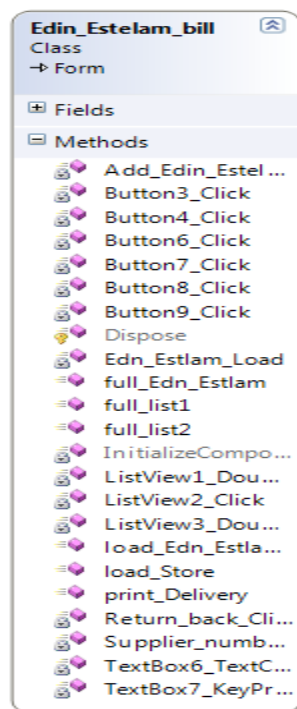 Edin_Estelam_bill
Class
Form
Fields
Methods
Add_Edin_Estel...
Button3_Click
Button4_Click
Button6_Click
Button7_Click
Button8_Click
Button9_Click
Dispose
Edn_Estlam_Load
full_Edn_Estlam
full_list1
full_list2
InitializeCompo...
ListView1_Dou...
ListView2_Click
ListView3_Dou...
load_Edn_Estla...
load_Store
print_Delivery
Return_back_Cli...
Supplier_numb...
TextBox6_TextC...
TextBox7_KeyPr...